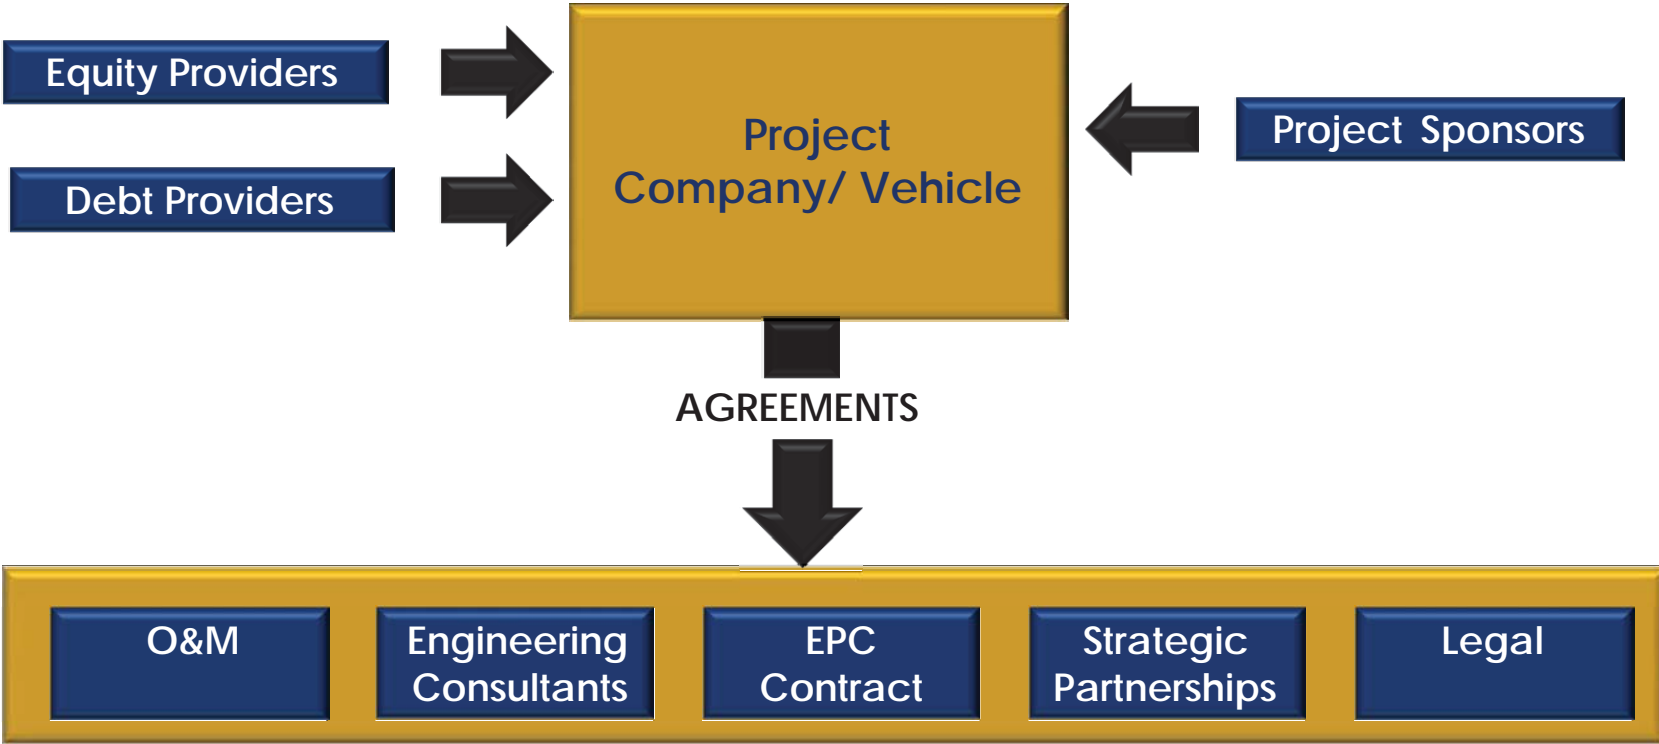 Equity Providers
Debt Providers
Project
Company/ Vehicle
Project Sponsors
AGREEMENTS
O&M
Engineering
Consultants
EPC
Contract
Strategic
Partnerships
Legal